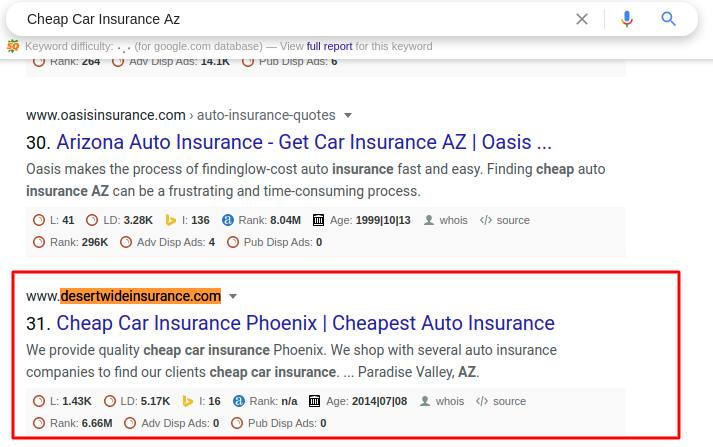 Cheap Car Insurance Az
Keyword difficulty: . . . (for google.com database) — View full report for this keyword
Rank: 264 Adv Disp Ads: 14.1K Pub Disp Ads: 6
www.oasisinsurance.com › auto-insurance-quotes
30. Arizona Auto Insurance - Get Car Insurance AZ | Oasis ...
Oasis makes the process of findinglow-cost auto insurance fast and easy. Finding cheap auto
insurance AZ can be a frustrating and time-consuming process.
L: 41 LD: 3.28K I: 136 Rank: 8.04M Age: 1999|10|13 whois </> source
Rank: 296K Adv Disp Ads: 4 Pub Disp Ads: 0
www.desertwideinsurance.com
31. Cheap Car Insurance Phoenix | Cheapest Auto Insurance
We provide quality cheap car insurance Phoenix. We shop with several auto insurance
companies to find our clients cheap car insurance. ... Paradise Valley, AZ.
L: 1.43K LD: 5.17K I: 16 Rank: n/a Age: 2014|07|08 whois </> source
Rank: 6.66M Adv Disp Ads: 0 Pub Disp Ads: 0